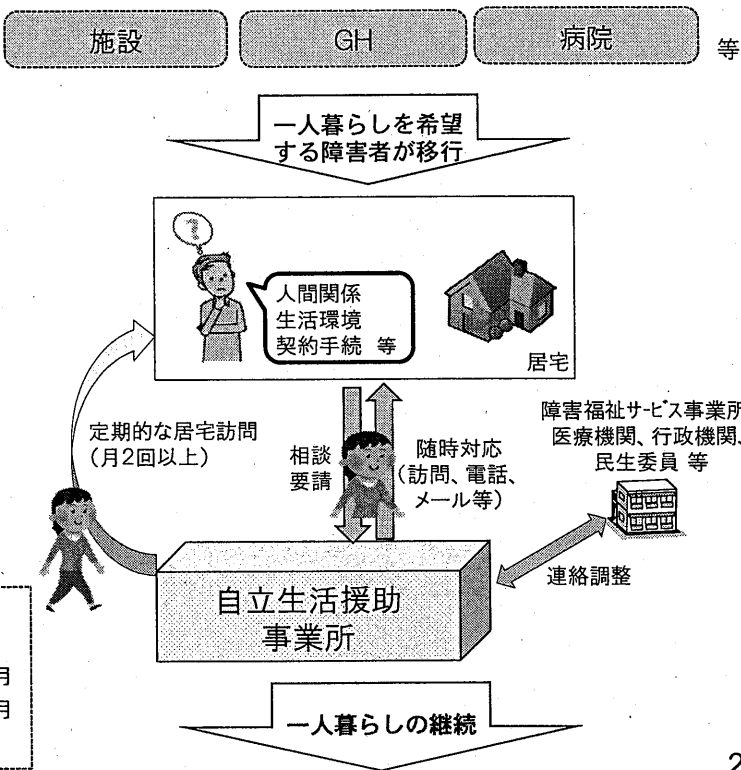 施設
GH
病院
等
一人暮らしを希望
する障害者が移行
?
人間関係
生活環境
契約手続 等
居宅
定期的な居宅訪問
(月2回以上)
相談
要請
随時対応
(訪問、電話、
メール等)
障害福祉サービス事業所
医療機関、行政機関、
民生委員 等
連絡調整
自立生活援助
事業所
月
月
一人暮らしの継続
2